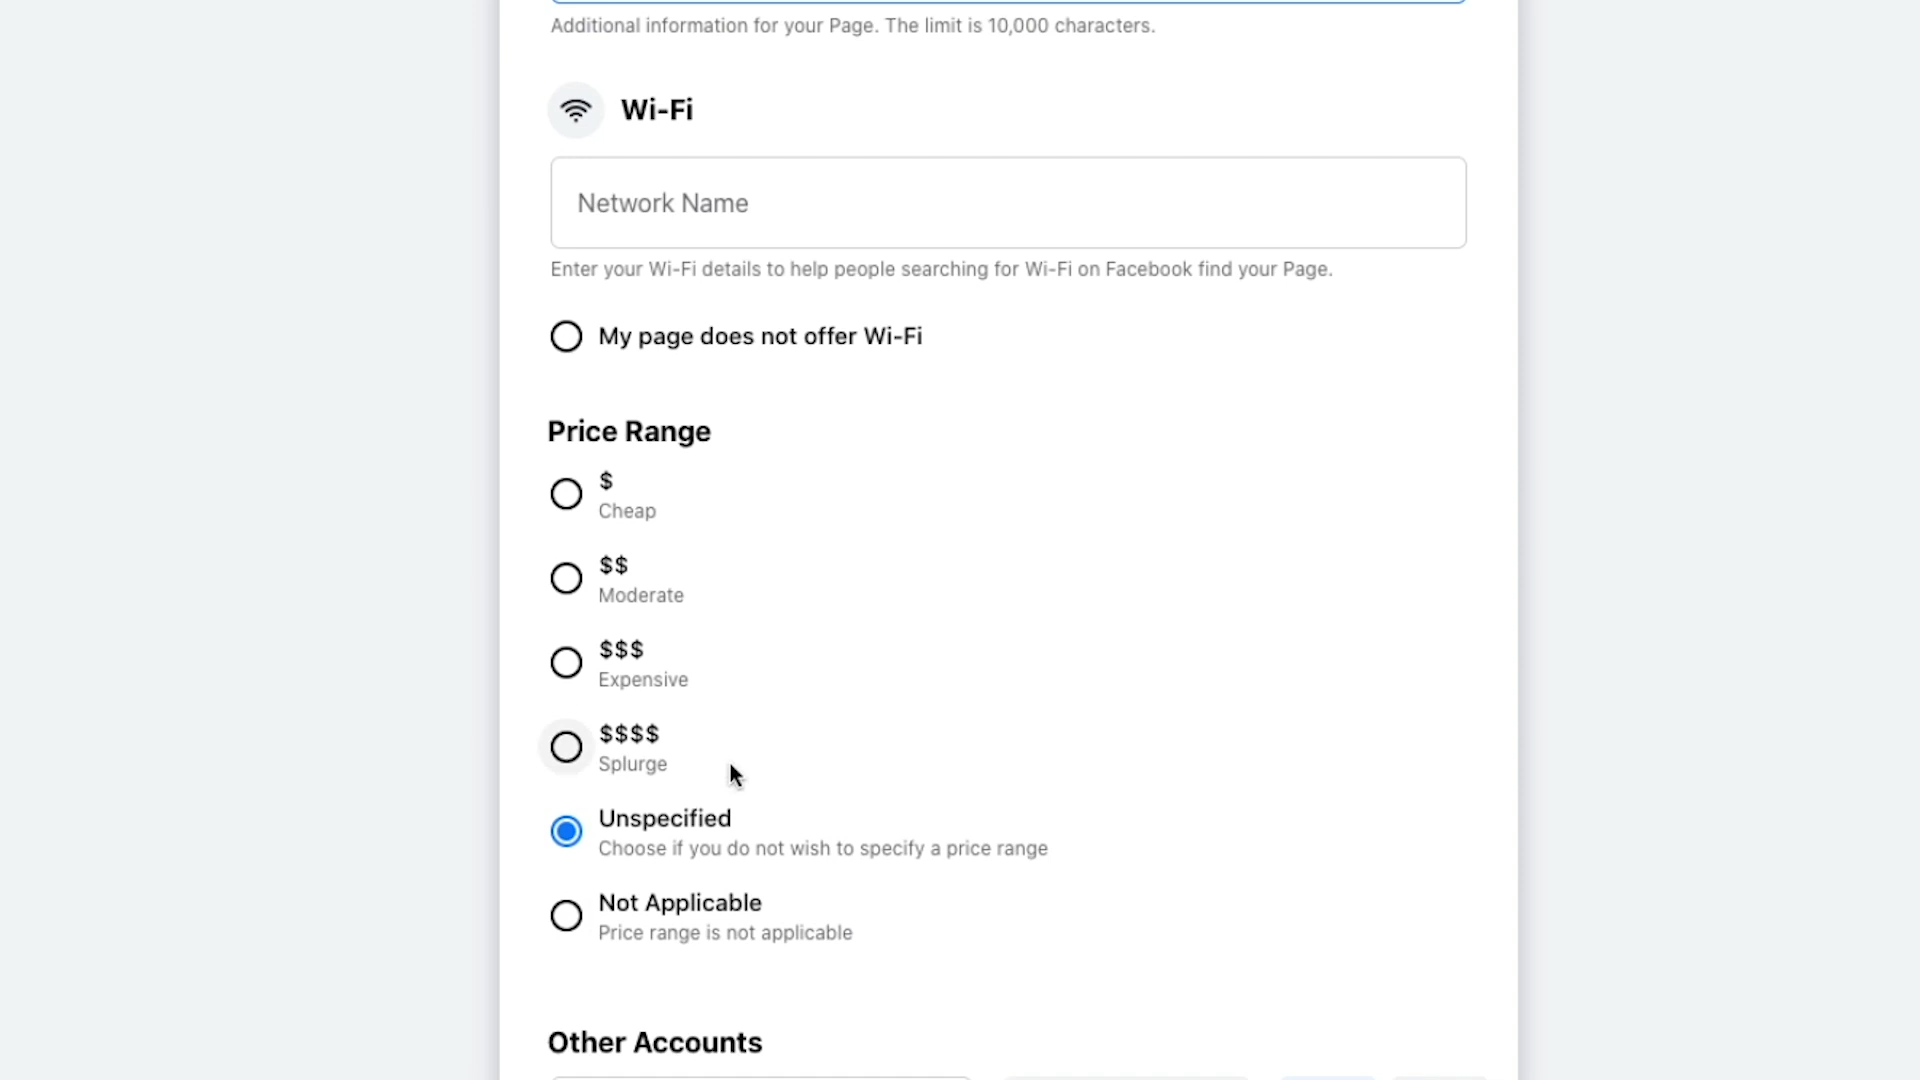 Additional information for your Page. The limit is 10,000 characters.
Wi-Fi
Network Name
Enter your Wi-Fi details to help people searching for Wi-Fi on Facebook find your Page.
My page does not offer Wi-Fi
Price Range
$
Cheap
$$
Moderate
$$$
Expensive
$$$$
Splurge
Unspecified
Choose if you do not wish to specify a price range
Not Applicable
Price range is not applicable
Other Accounts